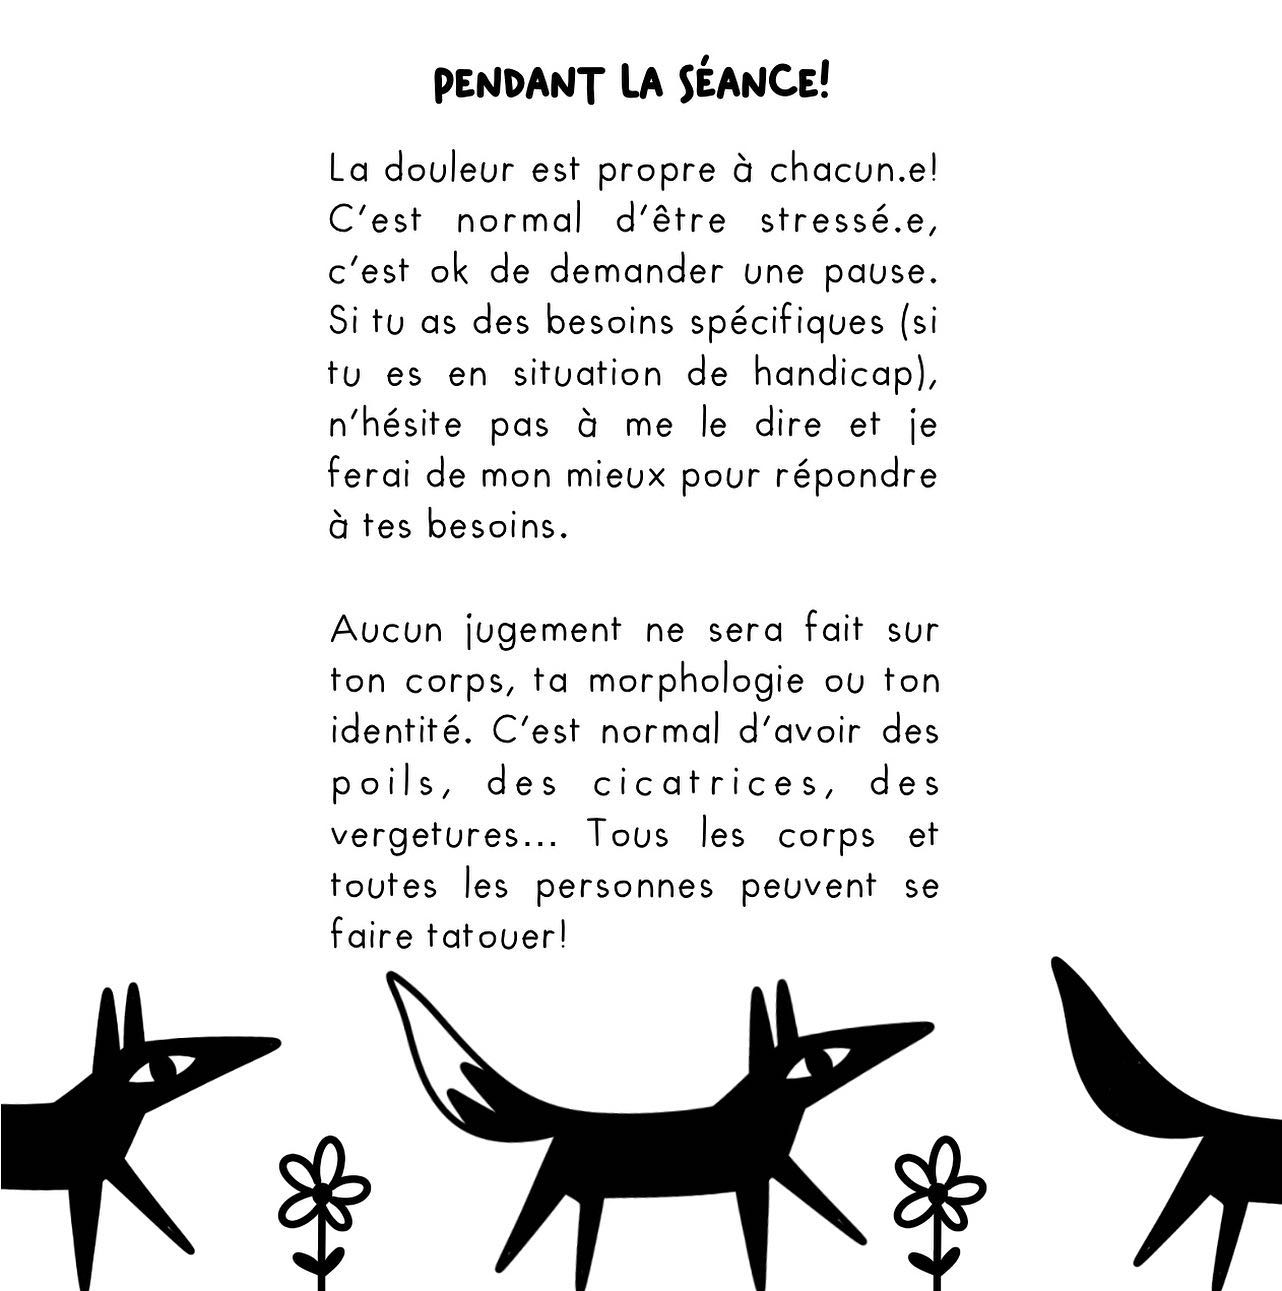 PENDANT LA SÉANCE!
La douleur est propre à chacun.e!
C'est normal d'être stressé.e,
c'est ok de demander une pause.
Si tu as des besoins spécifiques (si
tu es en situation de handicap),
n'hésite pas à me le dire et je
ferai de mon mieux pour répondre
à tes besoins.
Aucun jugement ne sera fait sur
ton corps, ta morphologie ou ton
identité. C'est normal d'avoir des
poils, des cicatrices, des
vergetures... Tous les corps et
toutes les personnes peuvent se
faire tatouer!